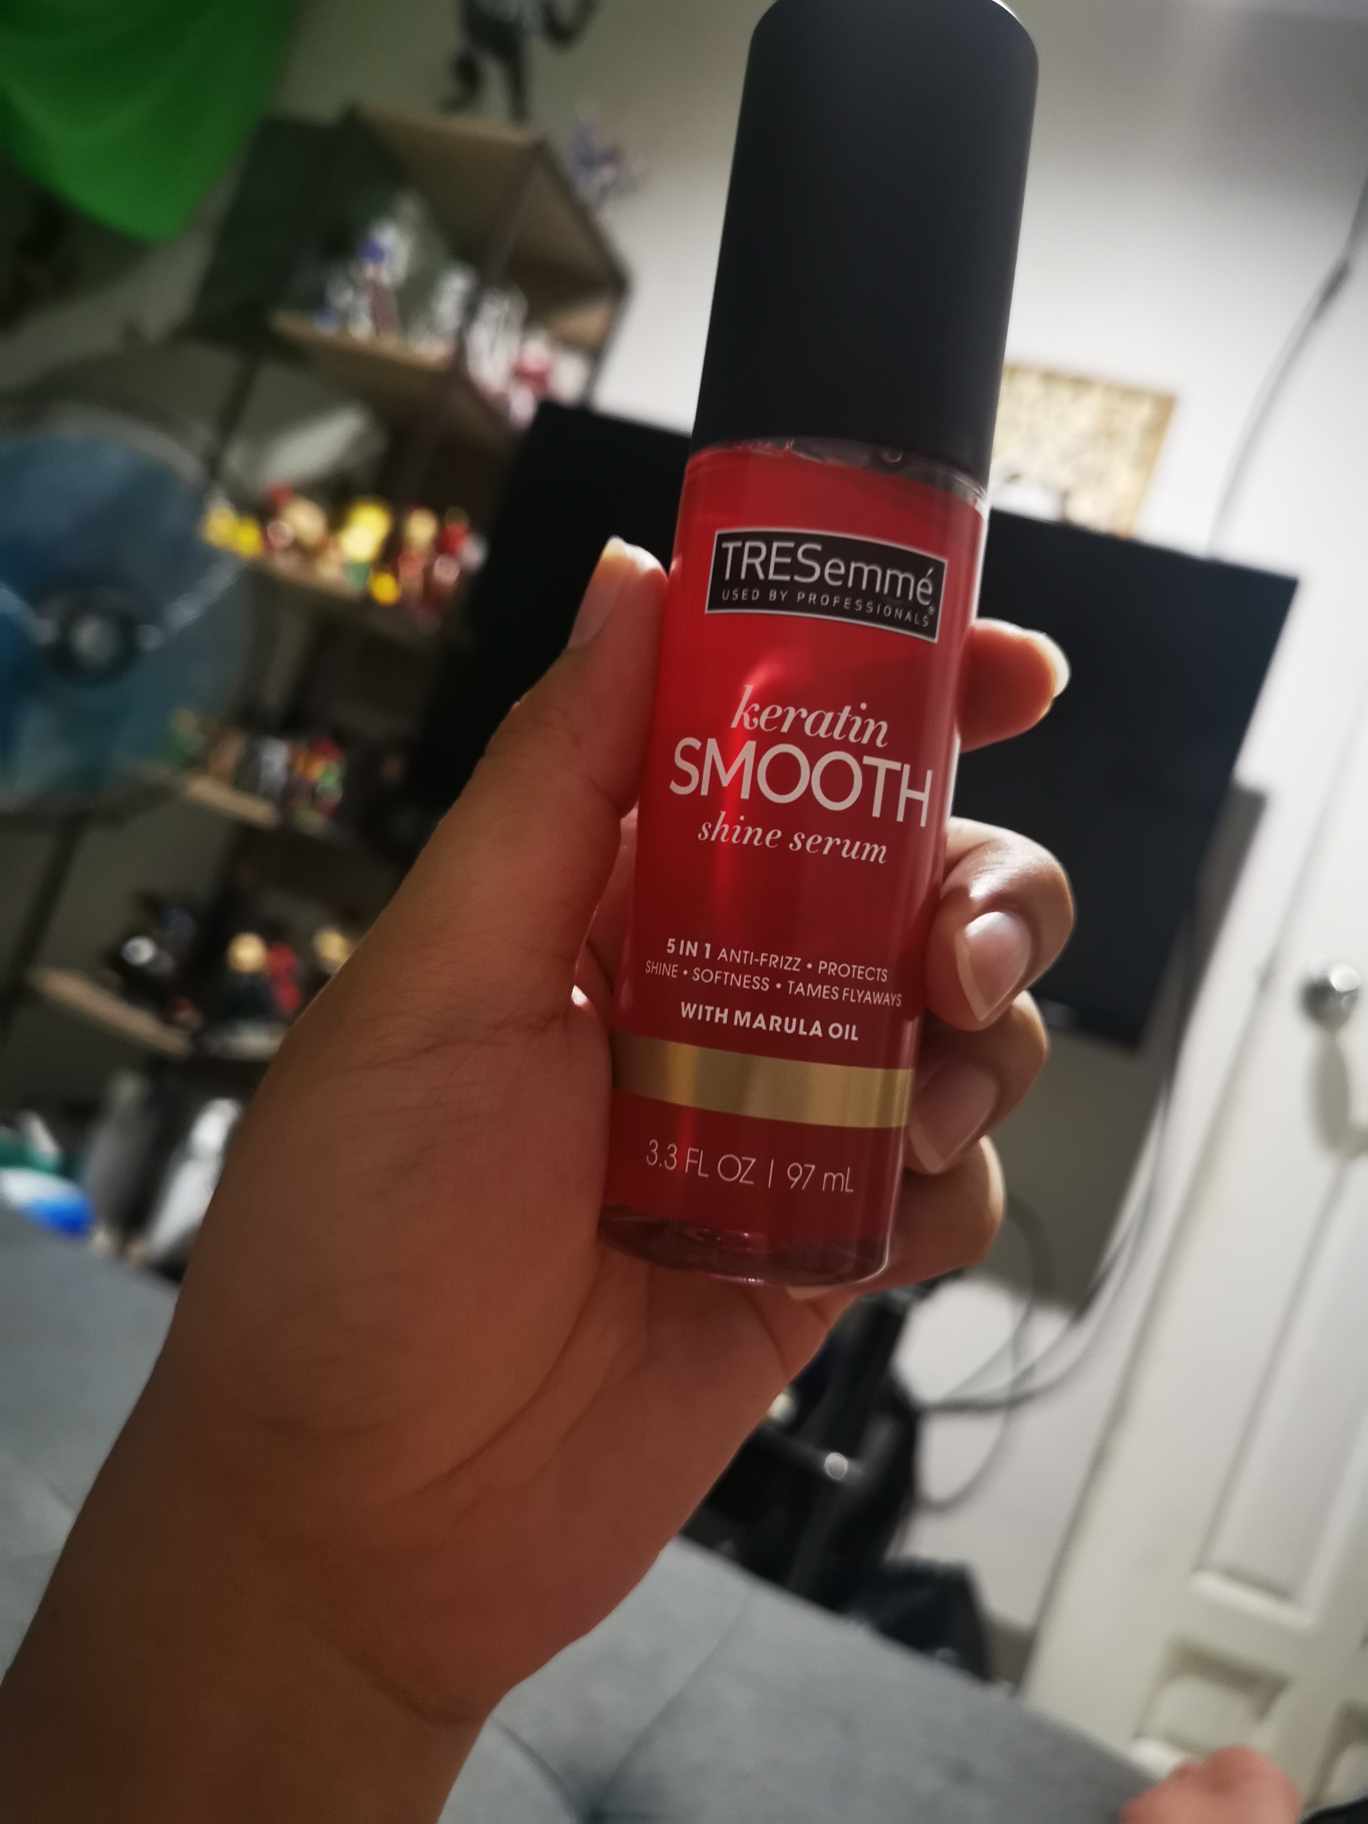 TRESemmé
USED BY PROFESSIONALS®
keratin
SMOOTH
shine serum
5 IN 1 ANTI-FRIZZ • PROTECTS
SHINE • SOFTNESS • TAMES FLYAWAYS
WITH MARULA OIL
3.3 FL OZ | 97 mL